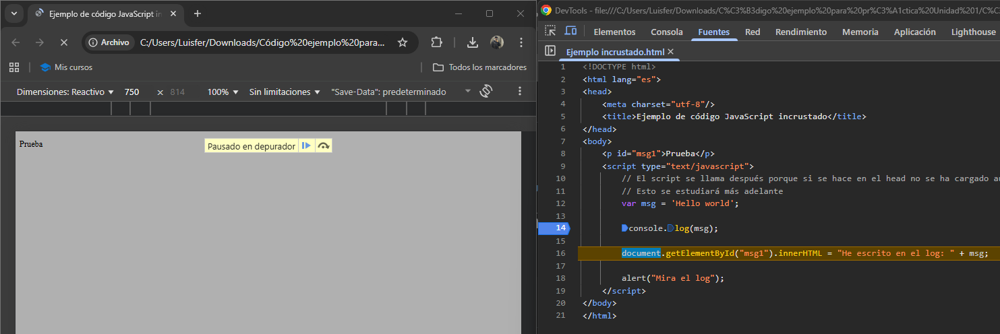 Ejemplo de código JavaScript in
Archivo
C:/Users/Luisfer/Downloads/Código%20ejemplo%20para...
Mis cursos
Todos los marcadores
Dimensiones: Reactivo 750 × 814 100% Sin limitaciones "Save-Data": predeterminado
Prueba
Pausado en depurador
DevTools - file:///C:/Users/Luisfer/Downloads/C%C3%B3digo%20ejemplo%20para%20pr%C3%A1ctica%20Unidad%201/C%C3
Elementos Consola Fuentes Red Rendimiento Memoria Aplicación Lighthouse
Ejemplo incrustado.html
1 <!DOCTYPE html>
2 <html lang="es">
3 <head>
4 <meta charset="utf-8"/>
5 <title>Ejemplo de código JavaScript incrustado</title>
6 </head>
7 <body>
8 <p id="msg1">Prueba</p>
9 <script type="text/javascript">
10 // El script se llama después porque si se hace en el head no se ha cargado a
11 // Esto se estudiará más adelante
12 var msg = 'Hello world';
13
14 console.log(msg);
15
16 document.getElementById("msg1").innerHTML = "He escrito en el log: " + msg;
17
18 alert("Mira el log");
19 </script>
20 </body>
21 </html>